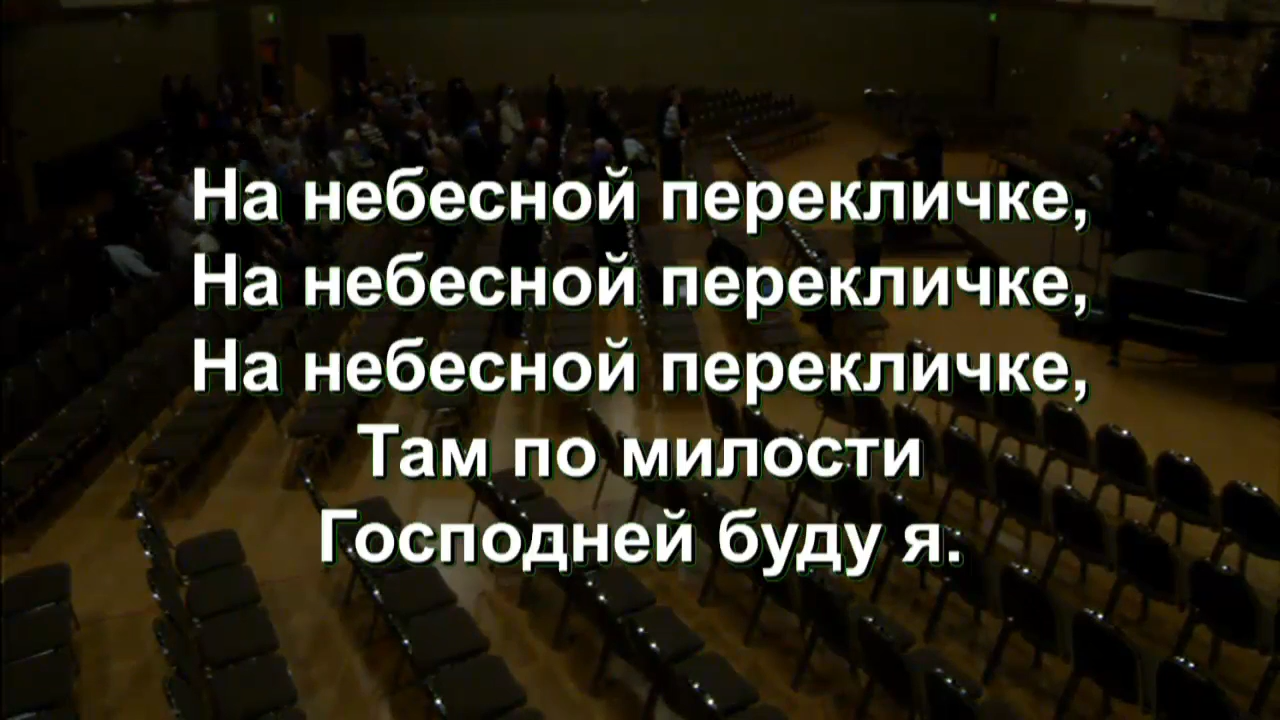 На небесной перекличке,
На небесной перекличке,
На небесной перекличке,
Там по милости
Господней буду я.